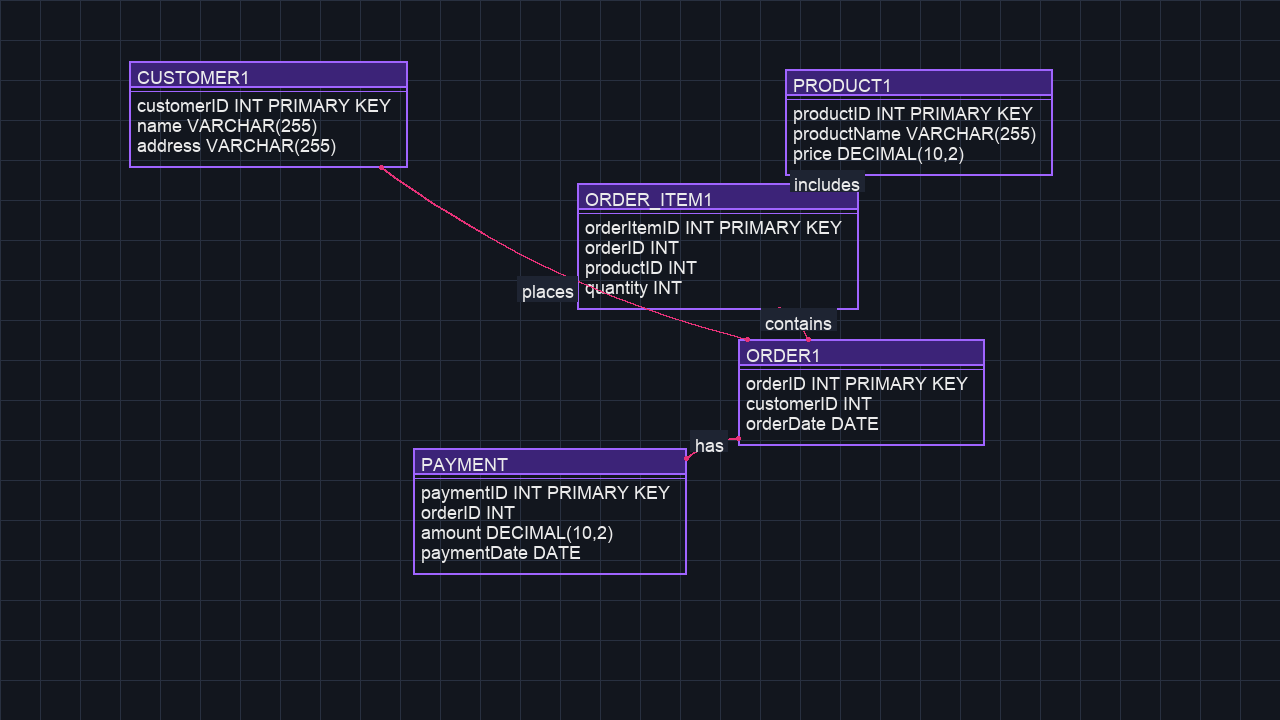 CUSTOMER1
customerID INT PRIMARY KEY
name VARCHAR(255)
address VARCHAR(255)
PRODUCT1
productID INT PRIMARY KEY
productName VARCHAR(255)
price DECIMAL(10,2)
includes
ORDER_ITEM1
orderItemID INT PRIMARY KEY
orderID INT
productID INT
quantity INT
places
contains
ORDER1
orderID INT PRIMARY KEY
customerID INT
orderDate DATE
has
PAYMENT
paymentID INT PRIMARY KEY
orderID INT
amount DECIMAL(10,2)
paymentDate DATE